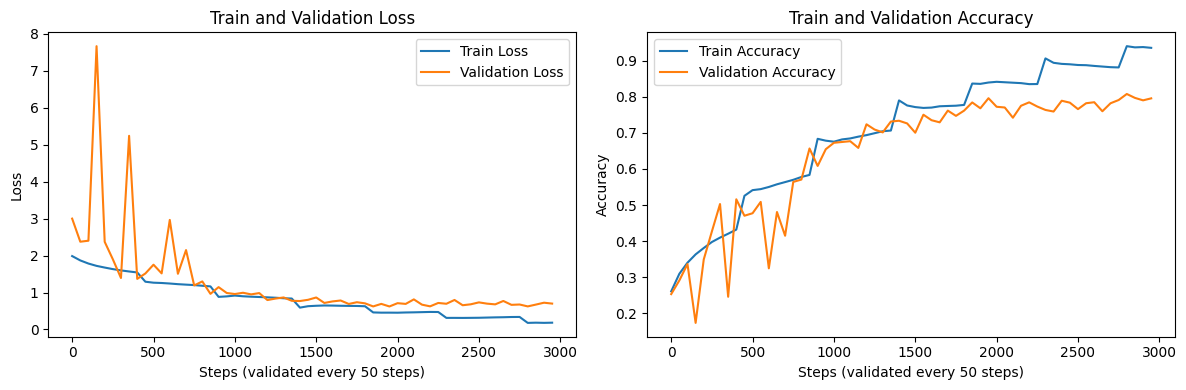 Train and Validation Loss
8
7
6
5
4
3
2
1
0
Loss
Train Loss
Validation Loss
0 500 1000 1500 2000 2500 3000
Steps (validated every 50 steps)
Train and Validation Accuracy
0.9
0.8
0.7
0.6
0.5
0.4
0.3
0.2
Accuracy
Train Accuracy
Validation Accuracy
0 500 1000 1500 2000 2500 3000
Steps (validated every 50 steps)